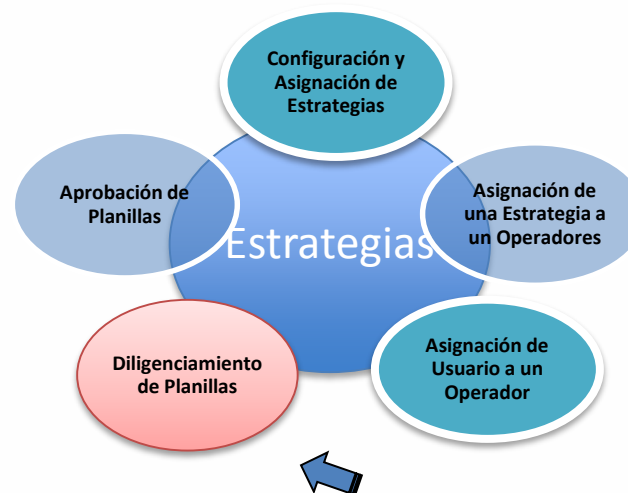 Configuración y
Asignación de
Estrategias
Aprobación de
Planillas
Asignación de
una Estrategia a
un Operadores
Estrategias
Diligenciamiento
de Planillas
Asignación de
Usuario a un
Operador